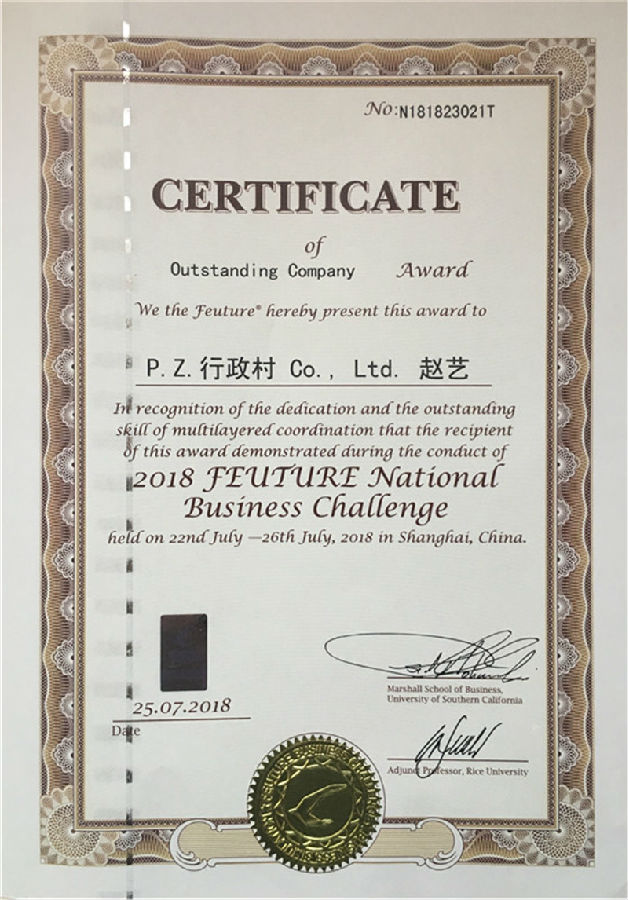 No:N181823021T
CERTIFICATE
of
Outstanding Company Award
We the Feuture® hereby present this award to
P.Z.行政村 Co., Ltd. 赵艺
In recognition of the dedication and the outstanding
skill of multilayered coordination that the recipient
of this award demonstrated during the conduct of
2018 FEUTURE National
Business Challenge
held on 22nd July —26th July, 2018 in Shanghai, China.
Marshall School of Business,
University of Southern California
25.07.2018
Date
Adjunct Professor, Rice University